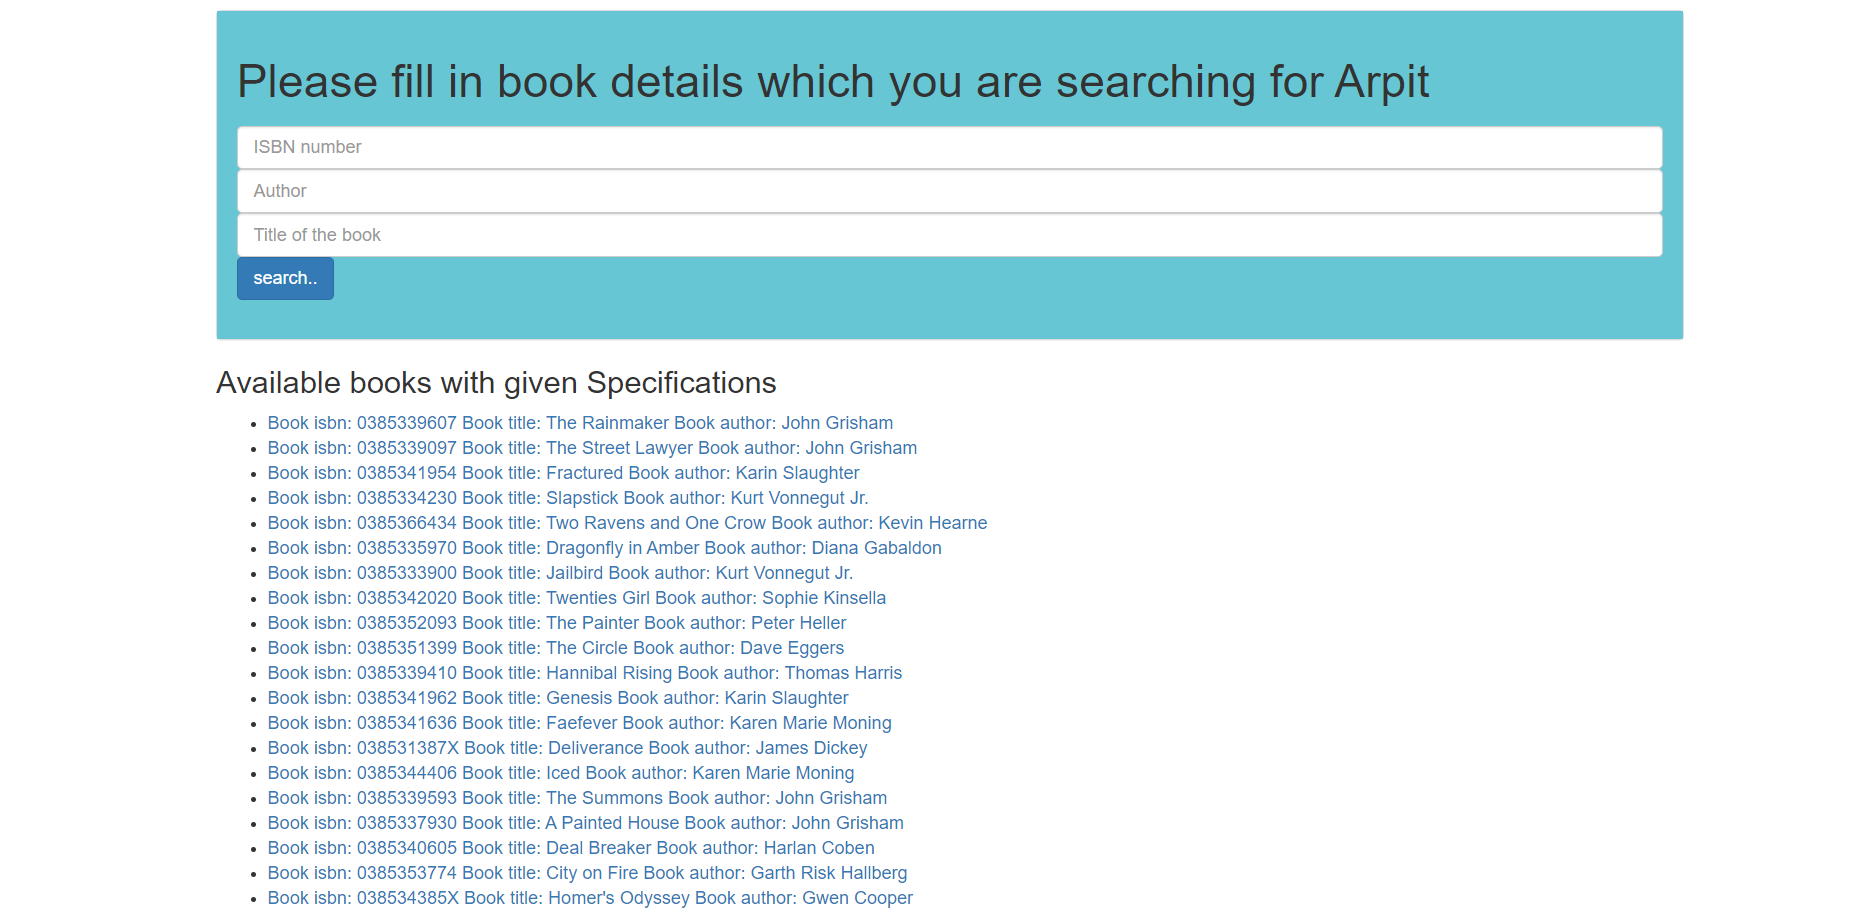 Please fill in book details which you are searching for Arpit
ISBN number
Author
Title of the book
search..
Available books with given Specifications
Book isbn: 0385339607 Book title: The Rainmaker Book author: John Grisham
Book isbn: 0385339097 Book title: The Street Lawyer Book author: John Grisham
Book isbn: 0385341954 Book title: Fractured Book author: Karin Slaughter
Book isbn: 0385334230 Book title: Slapstick Book author: Kurt Vonnegut Jr.
Book isbn: 0385366434 Book title: Two Ravens and One Crow Book author: Kevin Hearne
Book isbn: 0385335970 Book title: Dragonfly in Amber Book author: Diana Gabaldon
Book isbn: 0385333900 Book title: Jailbird Book author: Kurt Vonnegut Jr.
Book isbn: 0385342020 Book title: Twenties Girl Book author: Sophie Kinsella
Book isbn: 0385352093 Book title: The Painter Book author: Peter Heller
Book isbn: 0385351399 Book title: The Circle Book author: Dave Eggers
Book isbn: 0385339410 Book title: Hannibal Rising Book author: Thomas Harris
Book isbn: 0385341962 Book title: Genesis Book author: Karin Slaughter
Book isbn: 0385341636 Book title: Faefever Book author: Karen Marie Moning
Book isbn: 038531387X Book title: Deliverance Book author: James Dickey
Book isbn: 0385344406 Book title: Iced Book author: Karen Marie Moning
Book isbn: 0385339593 Book title: The Summons Book author: John Grisham
Book isbn: 0385337930 Book title: A Painted House Book author: John Grisham
Book isbn: 0385340605 Book title: Deal Breaker Book author: Harlan Coben
Book isbn: 0385353774 Book title: City on Fire Book author: Garth Risk Hallberg
Book isbn: 038534385X Book title: Homer's Odyssey Book author: Gwen Cooper